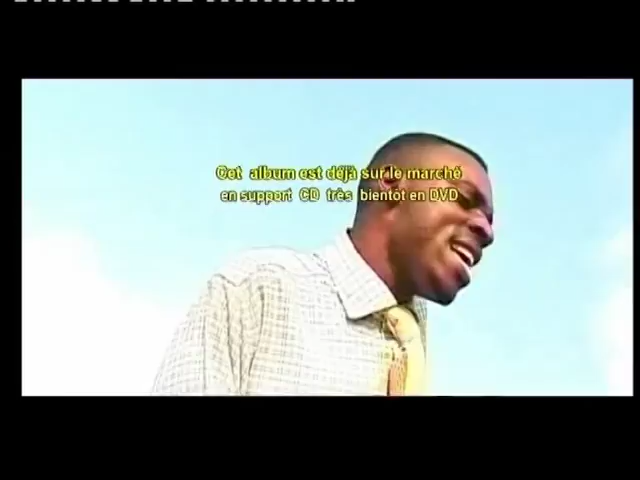 Cet album est déjà sur le marché
en support CD très bientôt en DVD